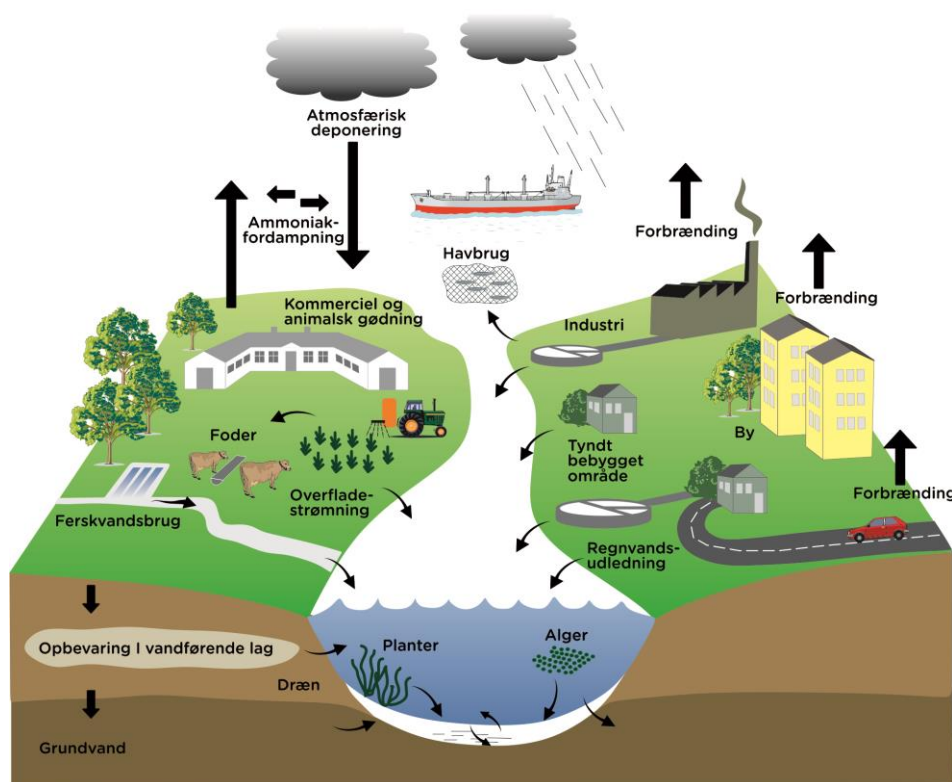 Atmosfærisk
deponering
Ammoniak-
fordampning
Forbrænding
Havbrug
Forbrænding
Kommerciel og
animalsk gødning
Industri
Foder
By
Tyndt
bebygget
område
Overflade-
strømning
Forbrænding
Ferskvandsbrug
Regnvands-
udledning
Opbevaring I vandførende lag
Planter
Alger
Dræn
Grundvand